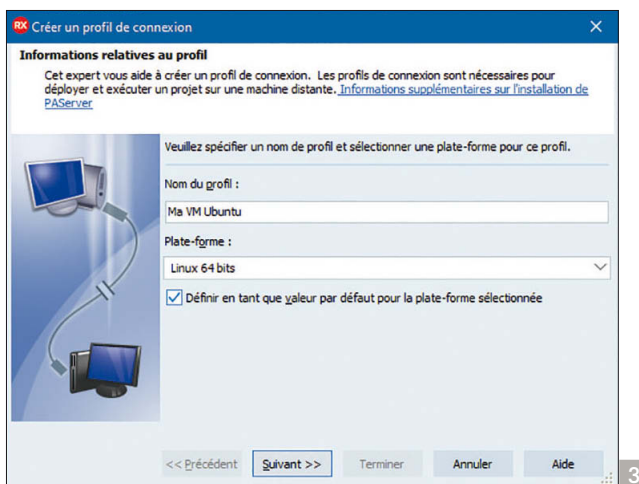 RX Créer un profil de connexion
Informations relatives au profil
Cet expert vous aide à créer un profil de connexion. Les profils de connexion sont nécessaires pour
déployer et exécuter un projet sur une machine distante. Informations supplémentaires sur l'installation de
PAServer
Veuillez spécifier un nom de profil et sélectionner une plate-forme pour ce profil.
Nom du profil :
Ma VM Ubuntu
Plate-forme :
Linux 64 bits
Définir en tant que valeur par défaut pour la plate-forme sélectionnée
<< Précédent
Suivant >>
Terminer
Annuler
Aide
3